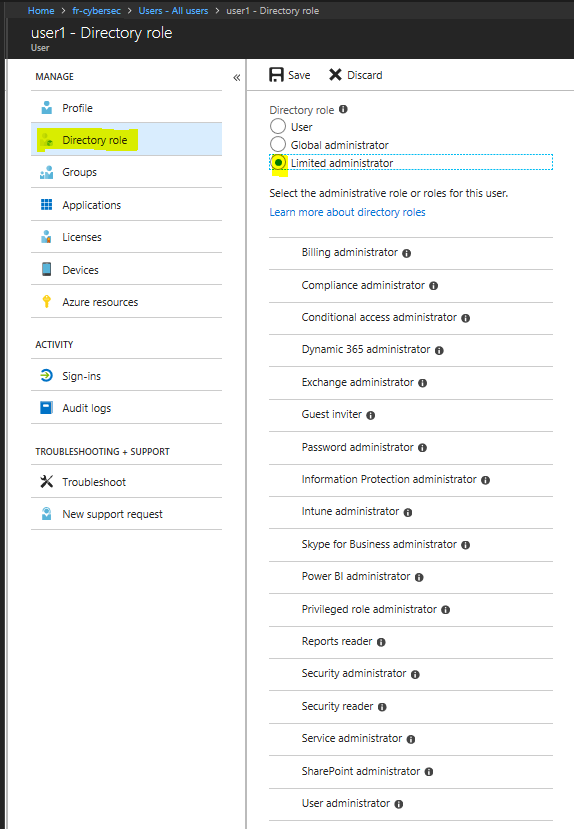 Home > fr-cybersec > Users - All users > user1 - Directory role
user1 - Directory role
User
MANAGE
«
Profile
Directory role
Groups
Applications
Licenses
Devices
Azure resources
ACTIVITY
Sign-ins
Audit logs
TROUBLESHOOTING + SUPPORT
Troubleshoot
New support request
Save Discard
Directory role
User
Global administrator
Limited administrator
Select the administrative role or roles for this user.
Learn more about directory roles
Billing administrator
Compliance administrator
Conditional access administrator
Dynamic 365 administrator
Exchange administrator
Guest inviter
Password administrator
Information Protection administrator
Intune administrator
Skype for Business administrator
Power BI administrator
Privileged role administrator
Reports reader
Security administrator
Security reader
Service administrator
SharePoint administrator
User administrator